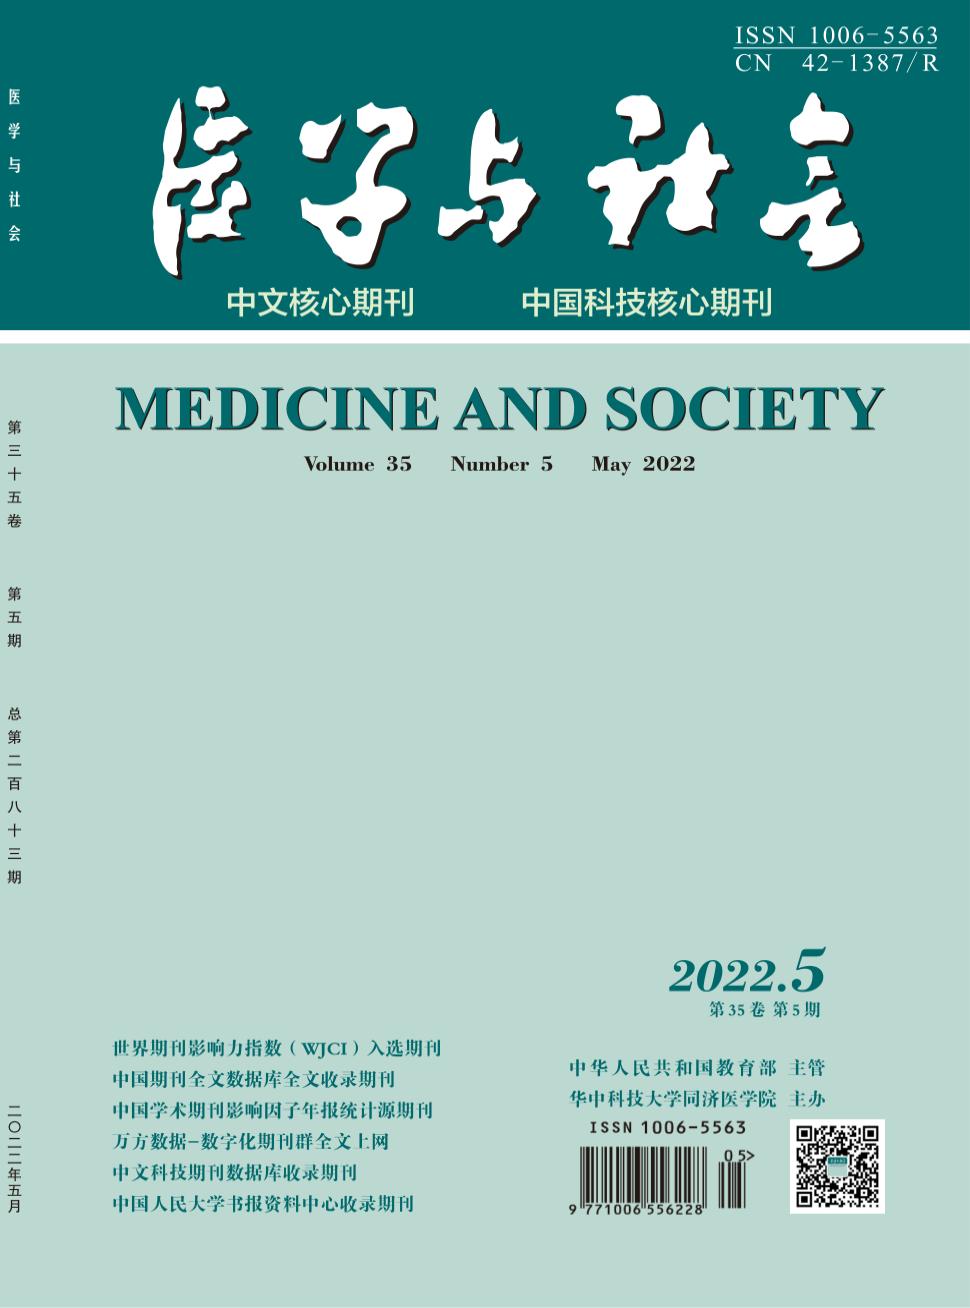 ISSN 1006-5563
CN 42-1387/R
医学与社会
医学与社会
中文核心期刊 中国科技核心期刊
MEDICINE AND SOCIETY
Volume 35 Number 5 May 2022
第三十五卷 第五期 总第二百八十三期 二〇二二年五月
2022.5
第35卷 第5期
世界期刊影响力指数（WJCI）入选期刊
中国期刊全文数据库全文收录期刊
中国学术期刊影响因子年报统计源期刊
万方数据-数字化期刊群全文上网
中文科技期刊数据库收录期刊
中国人民大学书报资料中心收录期刊
中华人民共和国教育部 主管
华中科技大学同济医学院 主办
ISSN 1006-5563
05>
9 771006 556228